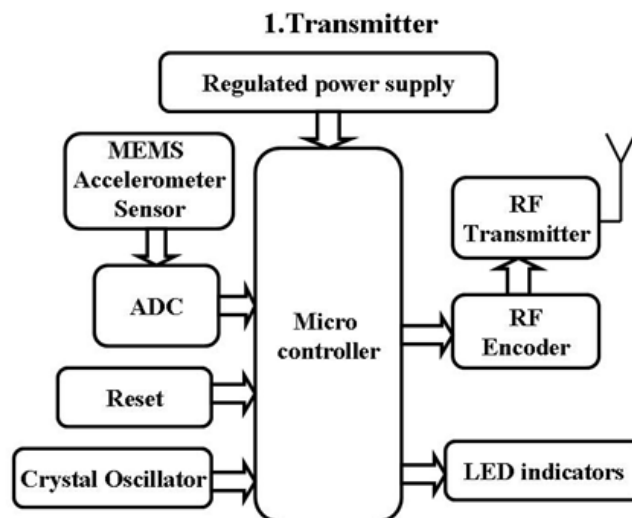 1.Transmitter
Regulated power supply
MEMS
Accelerometer
Sensor
ADC
Reset
Crystal Oscillator
Micro
controller
RF
Transmitter
RF
Encoder
LED indicators